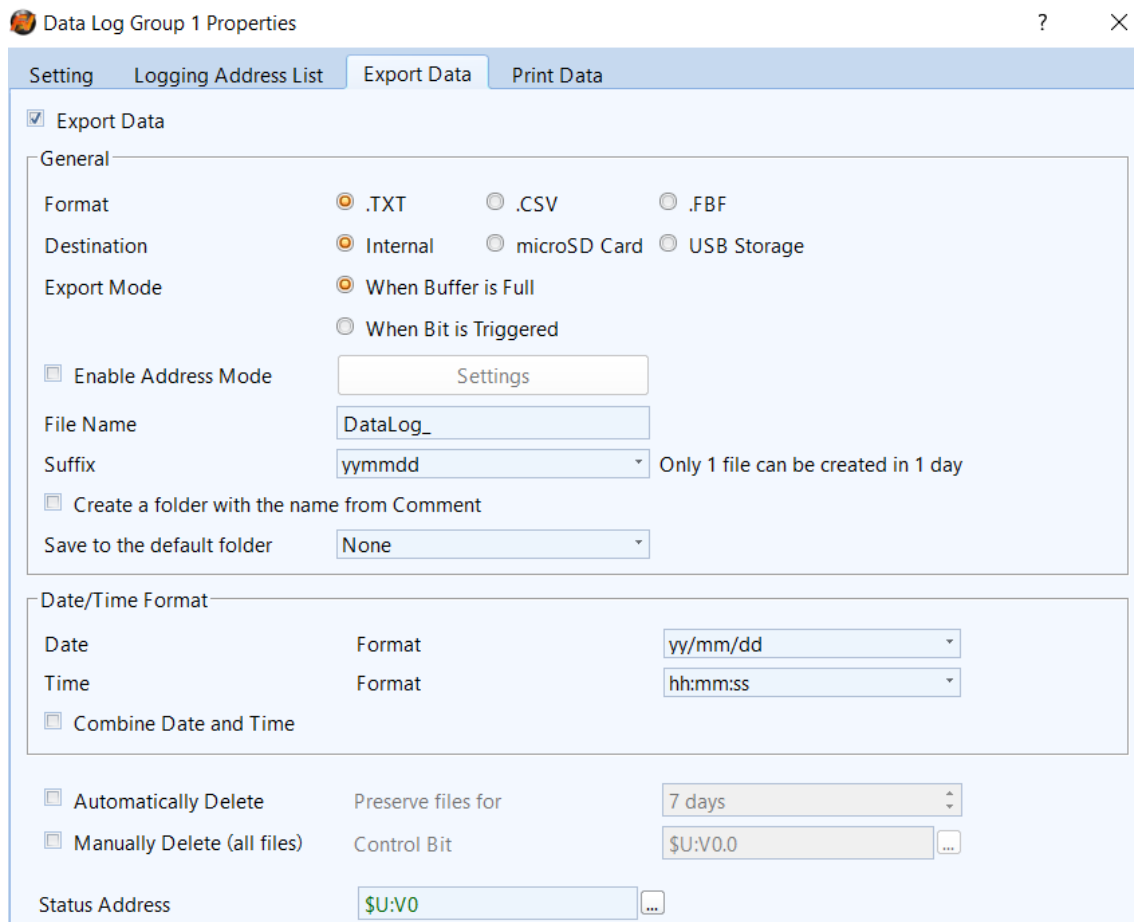 Data Log Group 1 Properties ? ×
Setting Logging Address List Export Data Print Data
Export Data
General
Format .TXT .CSV .FBF
Destination Internal microSD Card USB Storage
Export Mode When Buffer is Full
When Bit is Triggered
Enable Address Mode Settings
File Name DataLog_
Suffix yymmdd Only 1 file can be created in 1 day
Create a folder with the name from Comment
Save to the default folder None
Date/Time Format
Date Format yy/mm/dd
Time Format hh:mm:ss
Combine Date and Time
Automatically Delete Preserve files for 7 days
Manually Delete (all files) Control Bit $U:V0.0 ...
Status Address $U:V0 ...